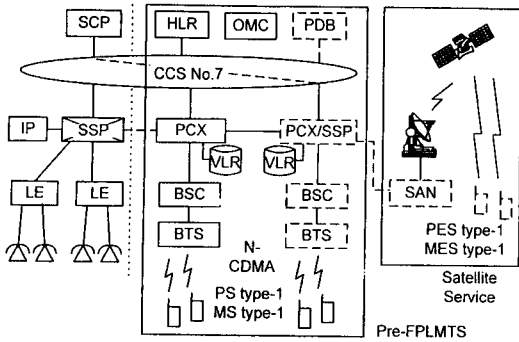 SCP
HLR
OMC
PDB
CCS No.7
IP
SSP
PCX
PCX/SSP
VLR
VLR
LE
LE
BSC
BSC
SAN
BTS
BTS
N-
CDMA
PES type-1
MES type-1
PS type-1
MS type-1
Satellite
Service
Pre-FPLMTS